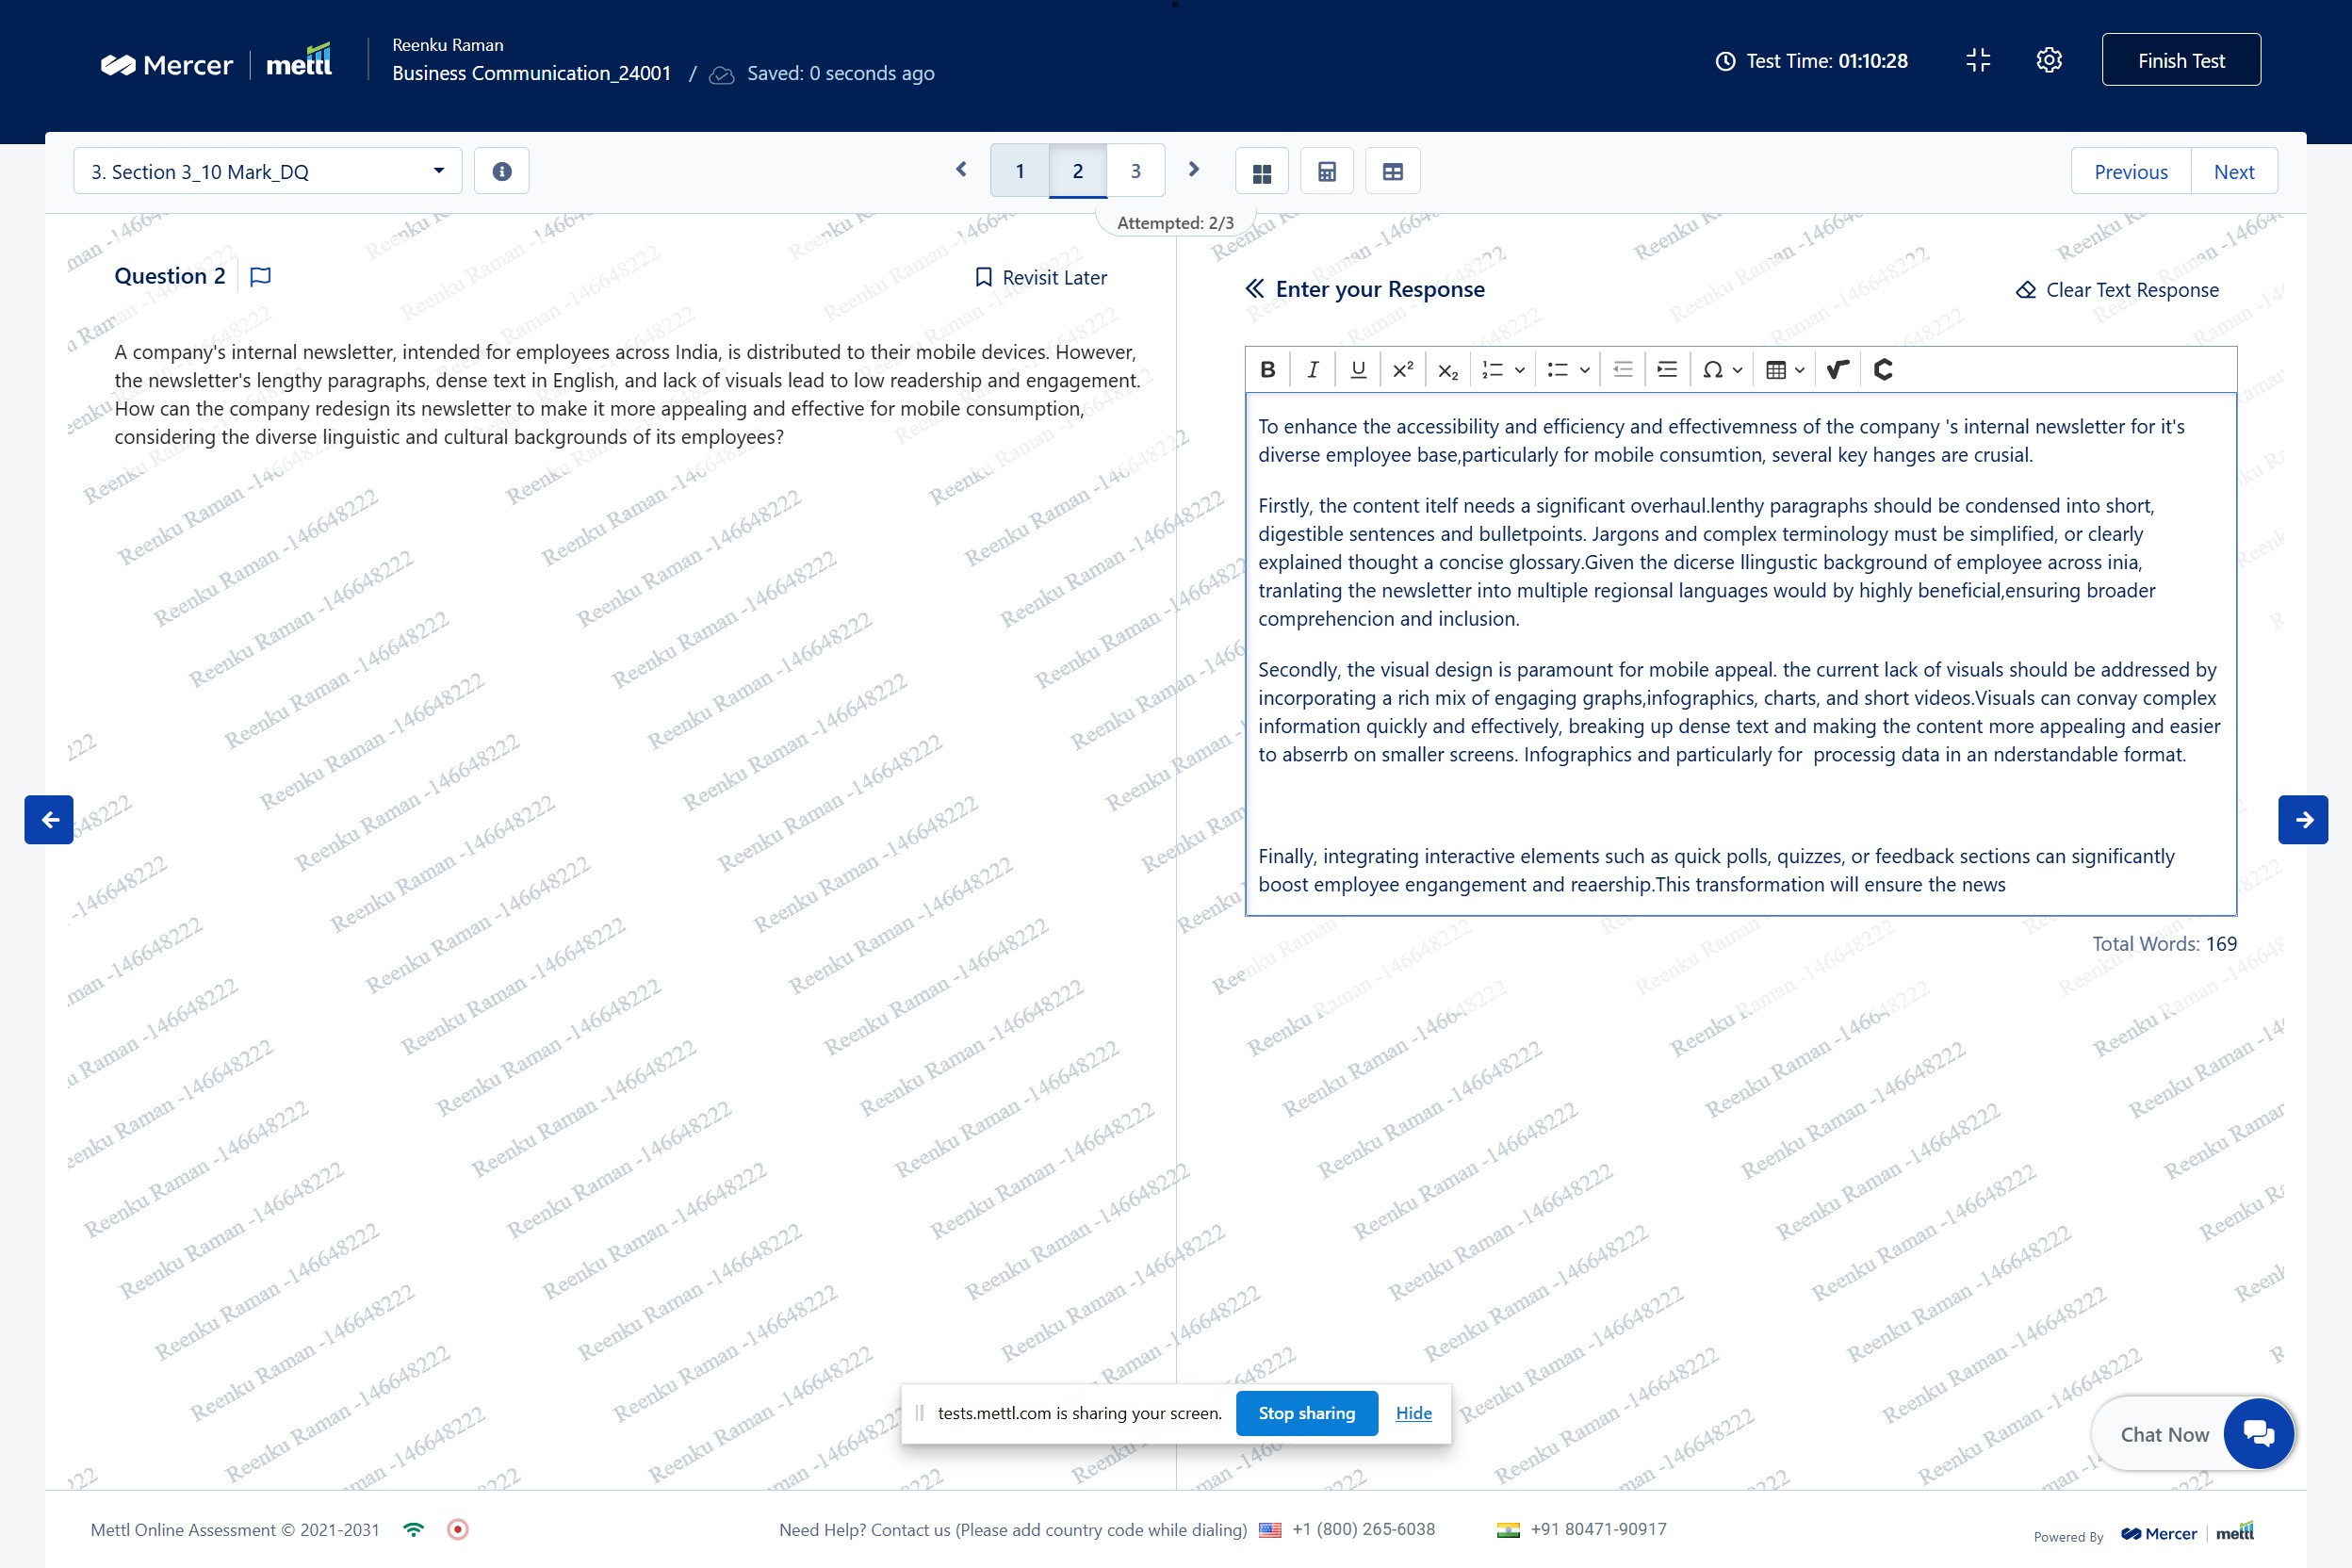 Mercer | mettl
Reenku Raman
Business Communication_24001 / Saved: 0 seconds ago
Test Time: 01:10:28
Finish Test
3. Section 3_10 Mark_DQ
1 2 3
Previous
Next
Attempted: 2/3
Question 2
Revisit Later
A company's internal newsletter, intended for employees across India, is distributed to their mobile devices. However,
the newsletter's lengthy paragraphs, dense text in English, and lack of visuals lead to low readership and engagement.
How can the company redesign its newsletter to make it more appealing and effective for mobile consumption,
considering the diverse linguistic and cultural backgrounds of its employees?
Enter your Response
Clear Text Response
To enhance the accessibility and efficiency and effectivemness of the company 's internal newsletter for it's
diverse employee base,particularly for mobile consumtion, several key hanges are crusial.
Firstly, the content itelf needs a significant overhaul.lenthy paragraphs should be condensed into short,
digestible sentences and bulletpoints. Jargons and complex terminology must be simplified, or clearly
explained thought a concise glossary.Given the dicerse llingustic background of employee across inia,
tranlating the newsletter into multiple regionsal languages would by highly beneficial,ensuring broader
comprehencion and inclusion.
Secondly, the visual design is paramount for mobile appeal. the current lack of visuals should be addressed by
incorporating a rich mix of engaging graphs,infographics, charts, and short videos.Visuals can convay complex
information quickly and effectively, breaking up dense text and making the content more appealing and easier
to abserrb on smaller screens. Infographics and particularly for  processig data in an nderstandable format.
Finally, integrating interactive elements such as quick polls, quizzes, or feedback sections can significantly
boost employee engangement and reaership.This transformation will ensure the news
Total Words: 169
Reenku Raman -146648222
tests.mettl.com is sharing your screen.
Stop sharing
Hide
Chat Now
Mettl Online Assessment © 2021-2031
Need Help? Contact us (Please add country code while dialing) +1 (800) 265-6038 +91 80471-90917
Powered By Mercer | mettl